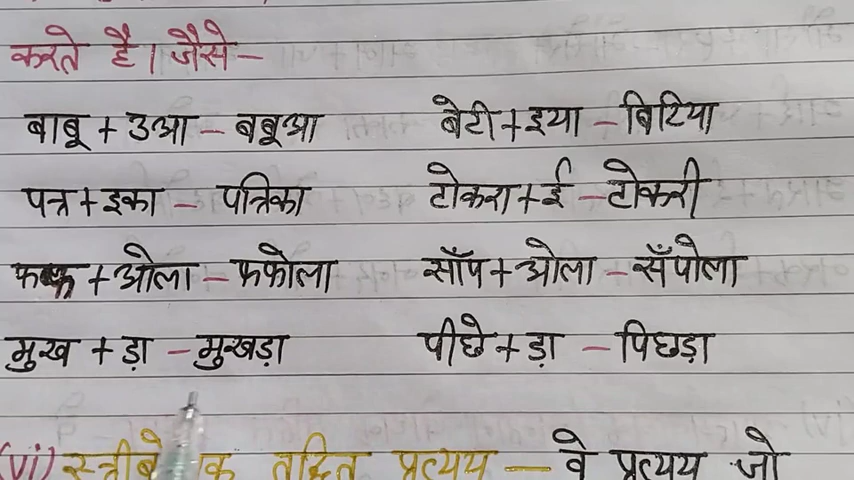 करते है। जैसे-
बाबू + उआ - बबूआ बेटी + इया - बिटिया
पत्र + इका - पत्रिका टोकरा + ई - टोकरी
+ ओला - फफोला साँप + ओला - सँपोला
मुख + ड़ा - मुखड़ा पीछे + ड़ा - पिछड़ा
(vi) तद्धित प्रत्यय - वे प्रत्यय जो